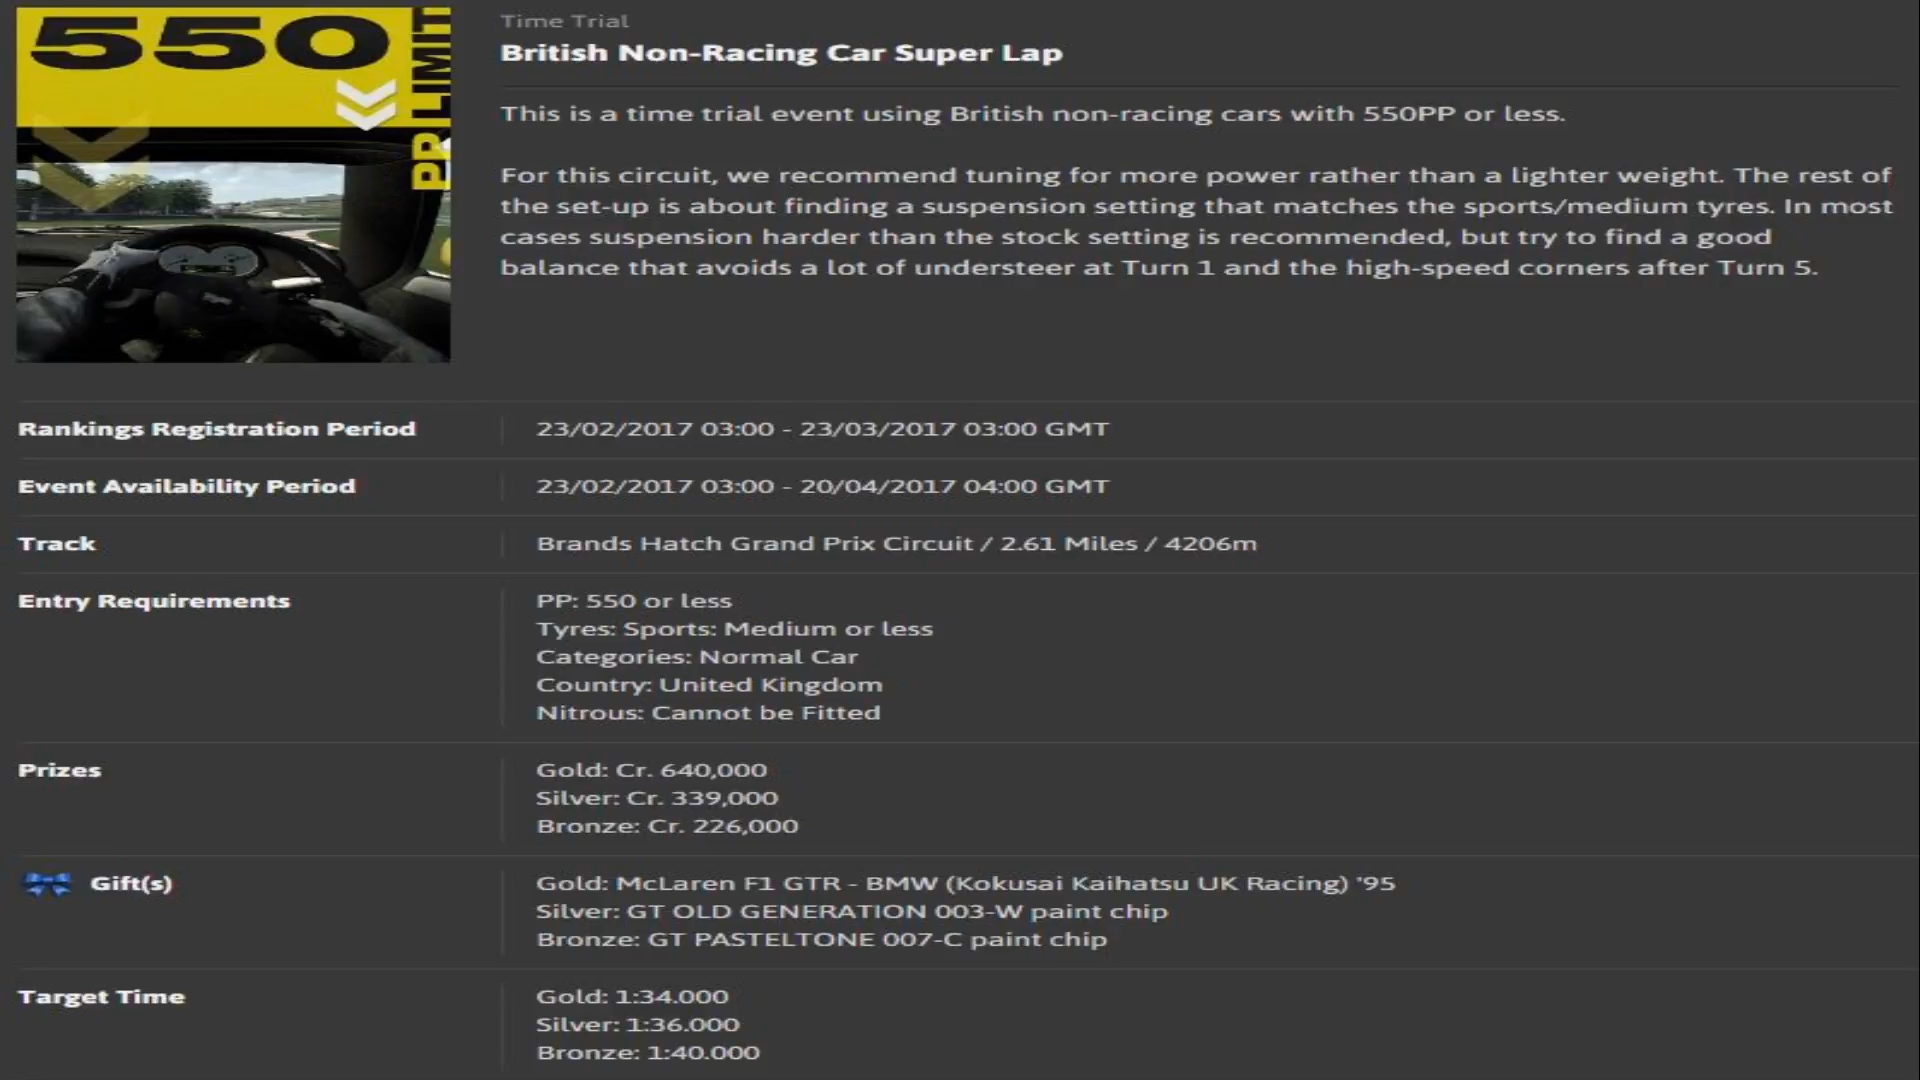 550
PP LIMIT
Time Trial
British Non-Racing Car Super Lap
This is a time trial event using British non-racing cars with 550PP or less.
For this circuit, we recommend tuning for more power rather than a lighter weight. The rest of
the set-up is about finding a suspension setting that matches the sports/medium tyres. In most
cases suspension harder than the stock setting is recommended, but try to find a good
balance that avoids a lot of understeer at Turn 1 and the high-speed corners after Turn 5.
Rankings Registration Period
23/02/2017 03:00 - 23/03/2017 03:00 GMT
Event Availability Period
23/02/2017 03:00 - 20/04/2017 04:00 GMT
Track
Brands Hatch Grand Prix Circuit / 2.61 Miles / 4206m
Entry Requirements
PP: 550 or less
Tyres: Sports: Medium or less
Categories: Normal Car
Country: United Kingdom
Nitrous: Cannot be Fitted
Prizes
Gold: Cr. 640,000
Silver: Cr. 339,000
Bronze: Cr. 226,000
Gift(s)
Gold: McLaren F1 GTR - BMW (Kokusai Kaihatsu UK Racing) '95
Silver: GT OLD GENERATION 003-W paint chip
Bronze: GT PASTELTONE 007-C paint chip
Target Time
Gold: 1:34.000
Silver: 1:36.000
Bronze: 1:40.000